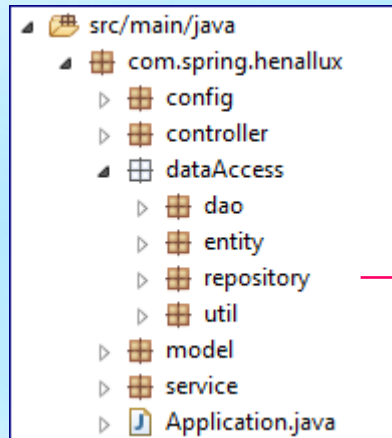 src/main/java
com.spring.henallux
config
controller
dataAccess
dao
entity
repository
util
model
service
Application.java